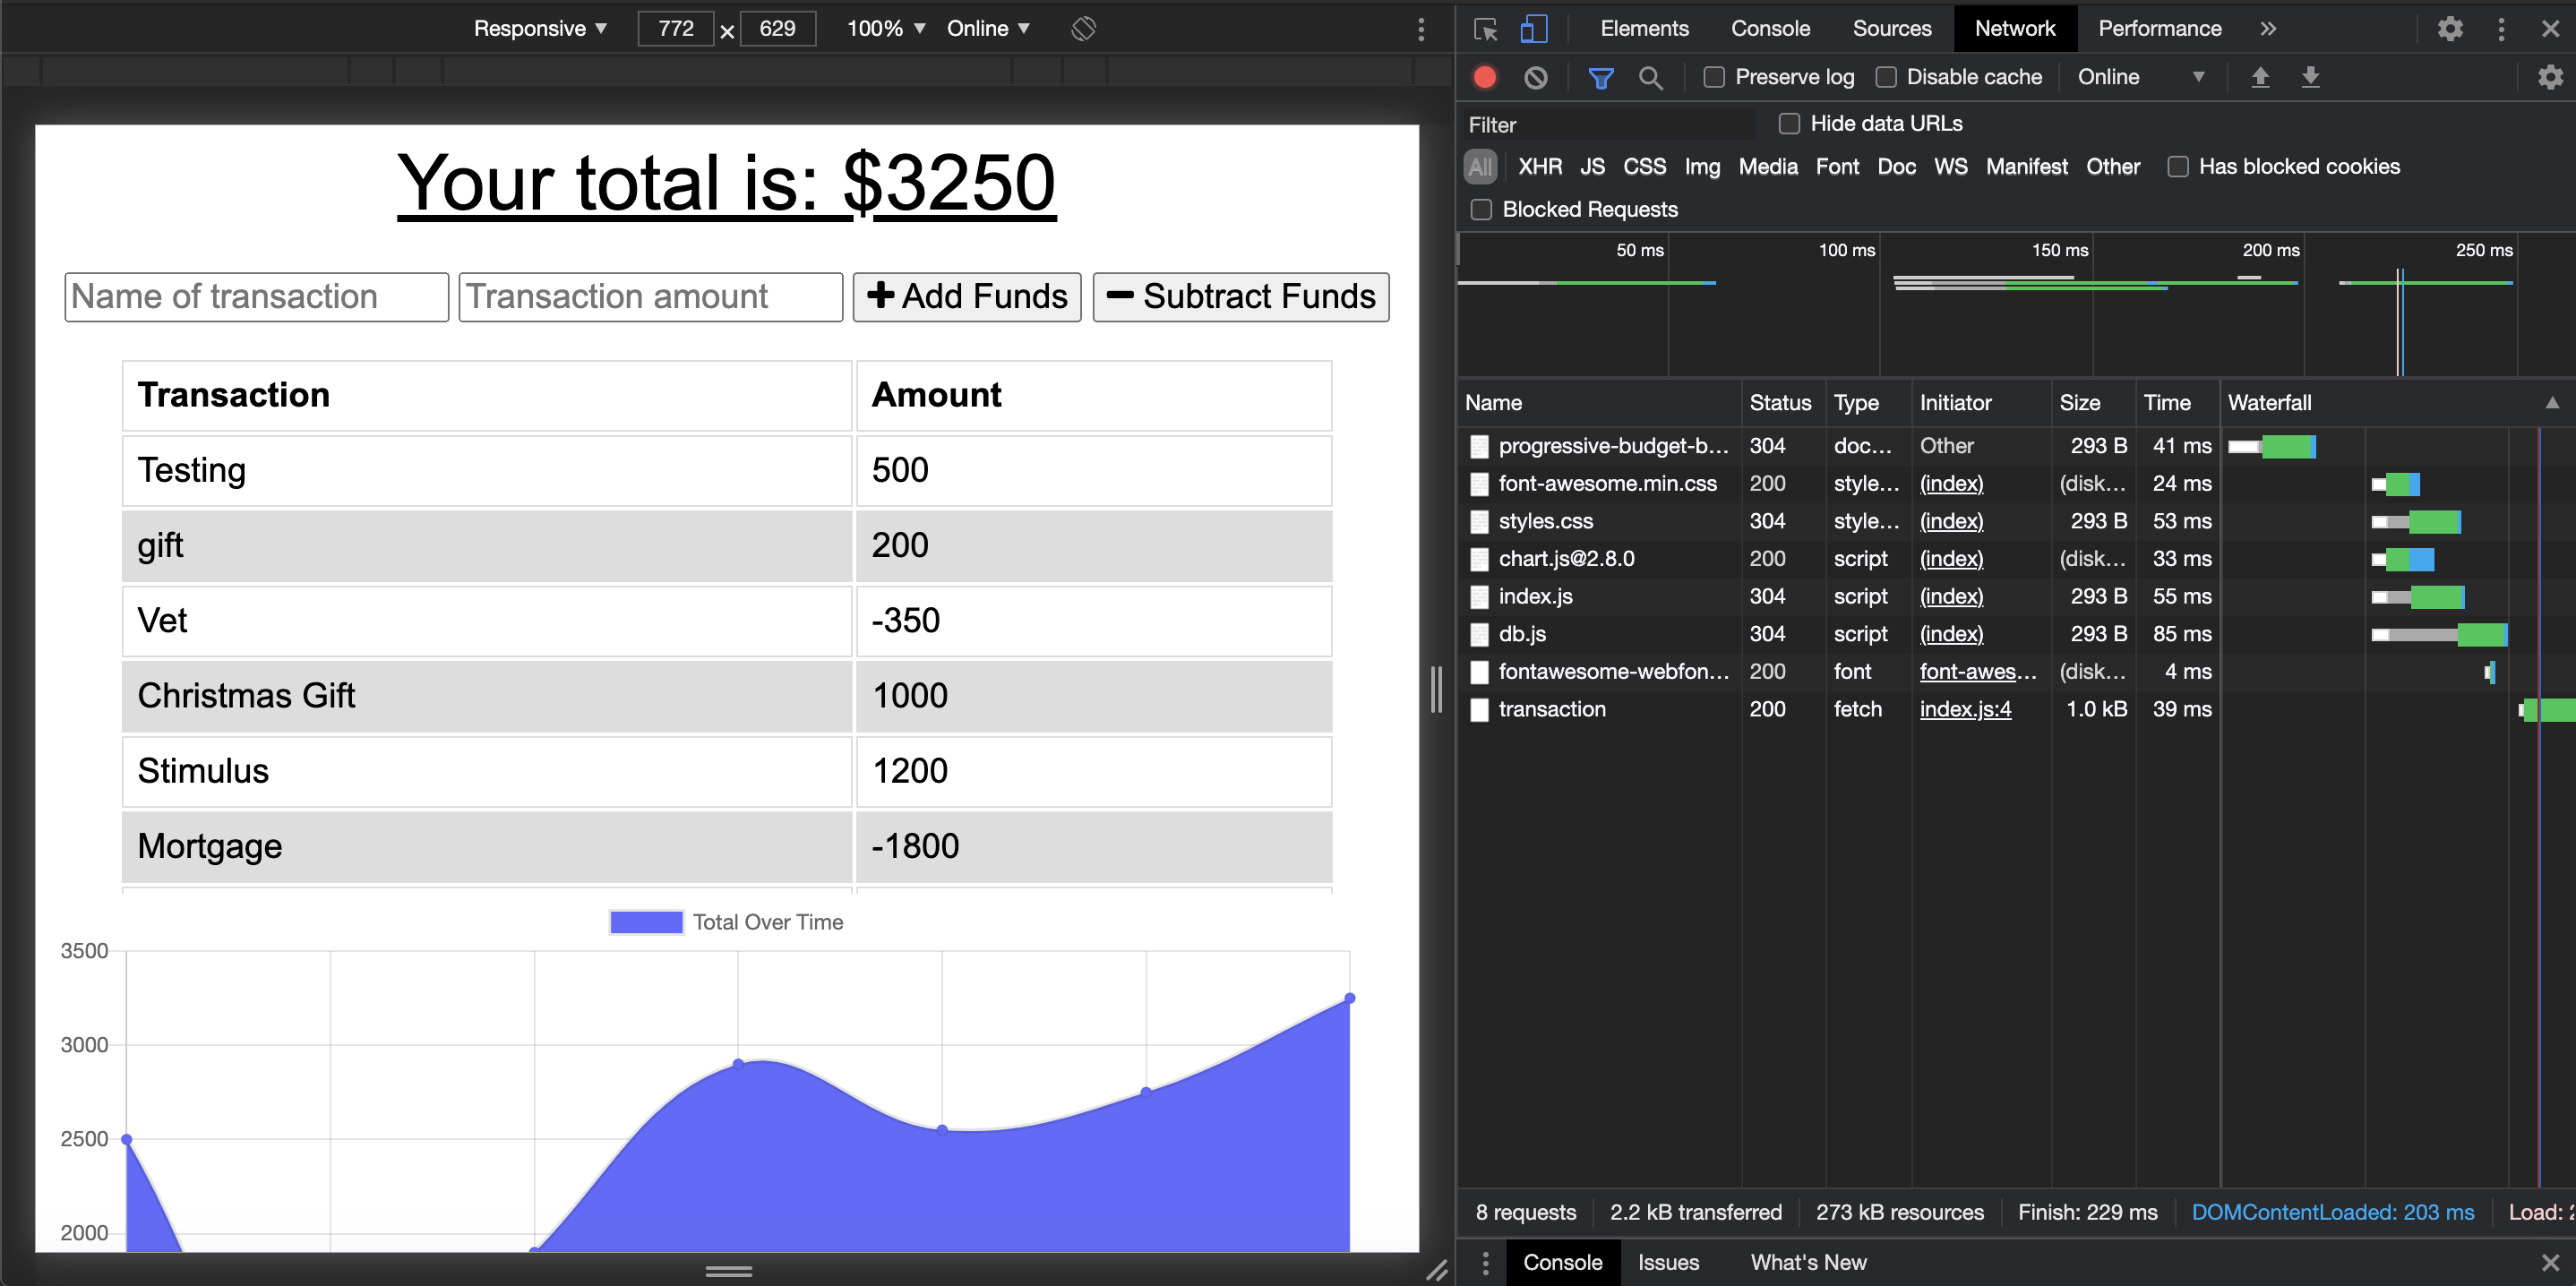 Responsive ▼ 772 × 629 100% ▼ Online ▼
Your total is: $3250
Name of transaction Transaction amount Add Funds Subtract Funds
Transaction Amount
Testing 500
gift 200
Vet -350
Christmas Gift 1000
Stimulus 1200
Mortgage -1800
Total Over Time
3500
3000
2500
2000
Elements Console Sources Network Performance »
Preserve log Disable cache Online ▼
Filter Hide data URLs
All XHR JS CSS Img Media Font Doc WS Manifest Other Has blocked cookies
Blocked Requests
50 ms 100 ms 150 ms 200 ms 250 ms
Name Status Type Initiator Size Time Waterfall
progressive-budget-b... 304 doc... Other 293 B 41 ms
font-awesome.min.css 200 style... (index) (disk... 24 ms
styles.css 304 style... (index) 293 B 53 ms
chart.js@2.8.0 200 script (index) (disk... 33 ms
index.js 304 script (index) 293 B 55 ms
db.js 304 script (index) 293 B 85 ms
fontawesome-webfon... 200 font font-awes... (disk... 4 ms
transaction 200 fetch index.js:4 1.0 kB 39 ms
8 requests 2.2 kB transferred 273 kB resources Finish: 229 ms DOMContentLoaded: 203 ms Load:
Console Issues What's New